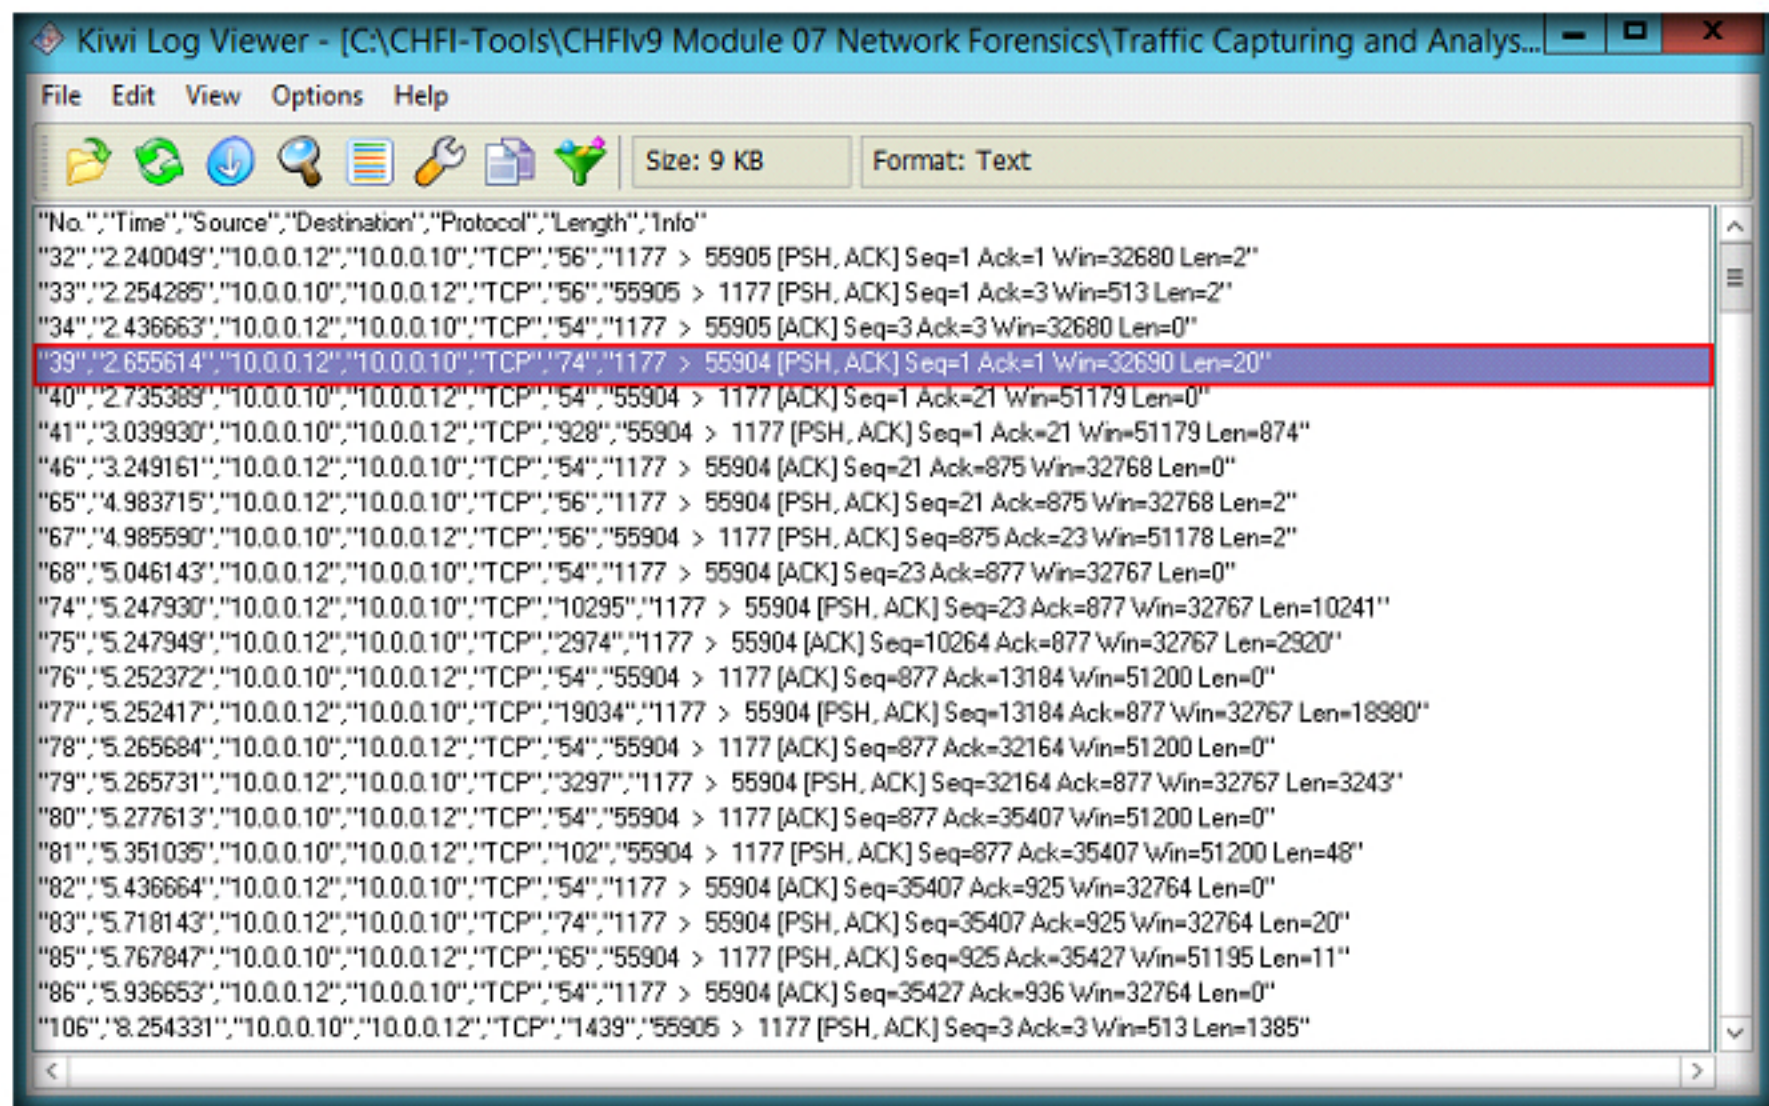 Kiwi Log Viewer - [C:\CHFI-Tools\CHFIv9 Module 07 Network Forensics\Traffic Capturing and Analys...
File Edit View Options Help
Size: 9 KB Format: Text
"No.","Time","Source","Destination","Protocol","Length","Info"
"32","2.240049","10.0.0.12","10.0.0.10","TCP","56","1177 > 55905 [PSH, ACK] Seq=1 Ack=1 Win=32680 Len=2"
"33","2.254285","10.0.0.10","10.0.0.12","TCP","56","55905 > 1177 [PSH, ACK] Seq=1 Ack=3 Win=513 Len=2"
"34","2.436663","10.0.0.12","10.0.0.10","TCP","54","1177 > 55905 [ACK] Seq=3 Ack=3 Win=32680 Len=0"
"39","2.655614","10.0.0.12","10.0.0.10","TCP","74","1177 > 55904 [PSH, ACK] Seq=1 Ack=1 Win=32690 Len=20"
"40","2.735389","10.0.0.10","10.0.0.12","TCP","54","55904 > 1177 [ACK] Seq=1 Ack=21 Win=51179 Len=0"
"41","3.039930","10.0.0.10","10.0.0.12","TCP","928","55904 > 1177 [PSH, ACK] Seq=1 Ack=21 Win=51179 Len=874"
"46","3.249161","10.0.0.12","10.0.0.10","TCP","54","1177 > 55904 [ACK] Seq=21 Ack=875 Win=32768 Len=0"
"65","4.983715","10.0.0.12","10.0.0.10","TCP","56","1177 > 55904 [PSH, ACK] Seq=21 Ack=875 Win=32768 Len=2"
"67","4.985590","10.0.0.10","10.0.0.12","TCP","56","55904 > 1177 [PSH, ACK] Seq=875 Ack=23 Win=51178 Len=2"
"68","5.046143","10.0.0.12","10.0.0.10","TCP","54","1177 > 55904 [ACK] Seq=23 Ack=877 Win=32767 Len=0"
"74","5.247930","10.0.0.12","10.0.0.10","TCP","10295","1177 > 55904 [PSH, ACK] Seq=23 Ack=877 Win=32767 Len=10241"
"75","5.247949","10.0.0.12","10.0.0.10","TCP","2974","1177 > 55904 [ACK] Seq=10264 Ack=877 Win=32767 Len=2920"
"76","5.252372","10.0.0.10","10.0.0.12","TCP","54","55904 > 1177 [ACK] Seq=877 Ack=13184 Win=51200 Len=0"
"77","5.252417","10.0.0.12","10.0.0.10","TCP","19034","1177 > 55904 [PSH, ACK] Seq=13184 Ack=877 Win=32767 Len=18980"
"78","5.265684","10.0.0.10","10.0.0.12","TCP","54","55904 > 1177 [ACK] Seq=877 Ack=32164 Win=51200 Len=0"
"79","5.265731","10.0.0.12","10.0.0.10","TCP","3297","1177 > 55904 [PSH, ACK] Seq=32164 Ack=877 Win=32767 Len=3243"
"80","5.277613","10.0.0.10","10.0.0.12","TCP","54","55904 > 1177 [ACK] Seq=877 Ack=35407 Win=51200 Len=0"
"81","5.351035","10.0.0.10","10.0.0.12","TCP","102","55904 > 1177 [PSH, ACK] Seq=877 Ack=35407 Win=51200 Len=48"
"82","5.436664","10.0.0.12","10.0.0.10","TCP","54","1177 > 55904 [ACK] Seq=35407 Ack=925 Win=32764 Len=0"
"83","5.718143","10.0.0.12","10.0.0.10","TCP","74","1177 > 55904 [PSH, ACK] Seq=35407 Ack=925 Win=32764 Len=20"
"85","5.767847","10.0.0.10","10.0.0.12","TCP","65","55904 > 1177 [PSH, ACK] Seq=925 Ack=35427 Win=51195 Len=11"
"86","5.936653","10.0.0.12","10.0.0.10","TCP","54","1177 > 55904 [ACK] Seq=35427 Ack=936 Win=32764 Len=0"
"106","8.254331","10.0.0.10","10.0.0.12","TCP","1439","55905 > 1177 [PSH, ACK] Seq=3 Ack=3 Win=513 Len=1385"